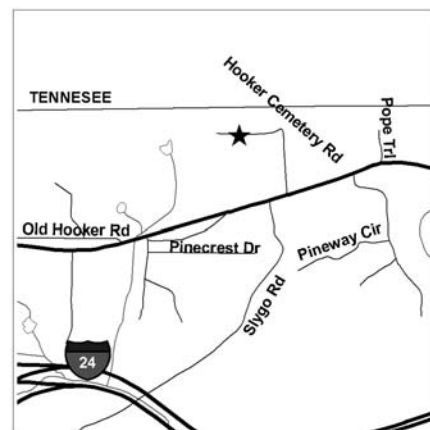 TENNESEE
Hooker Cemetery Rd
Pope Trl
Old Hooker Rd
Pinecrest Dr
Pineway Cir
Slygo Rd
24